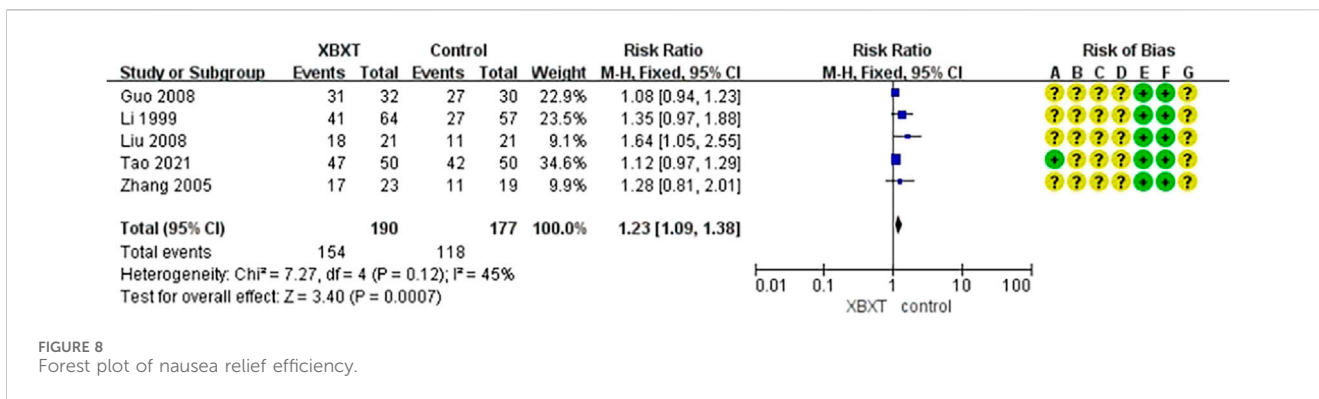 XBXT Control Risk Ratio Risk Ratio Risk of Bias
Study or Subgroup Events Total Events Total Weight M-H, Fixed, 95% CI M-H, Fixed, 95% CI A B C D E F G
Guo 2008 31 32 27 30 22.9% 1.08 [0.94, 1.23] ? ? ? ? + + ?
Li 1999 41 64 27 57 23.5% 1.35 [0.97, 1.88] ? ? ? ? + + ?
Liu 2008 18 21 11 21 9.1% 1.64 [1.05, 2.55] ? ? ? ? + + ?
Tao 2021 47 50 42 50 34.6% 1.12 [0.97, 1.29] + ? ? ? + + ?
Zhang 2005 17 23 11 19 9.9% 1.28 [0.81, 2.01] ? ? ? ? + + ?
Total (95% CI) 190 177 100.0% 1.23 [1.09, 1.38]
Total events 154 118
Heterogeneity: Chi² = 7.27, df = 4 (P = 0.12); I² = 45%
Test for overall effect: Z = 3.40 (P = 0.0007)
0.01 0.1 1 10 100
XBXT control
FIGURE 8
Forest plot of nausea relief efficiency.